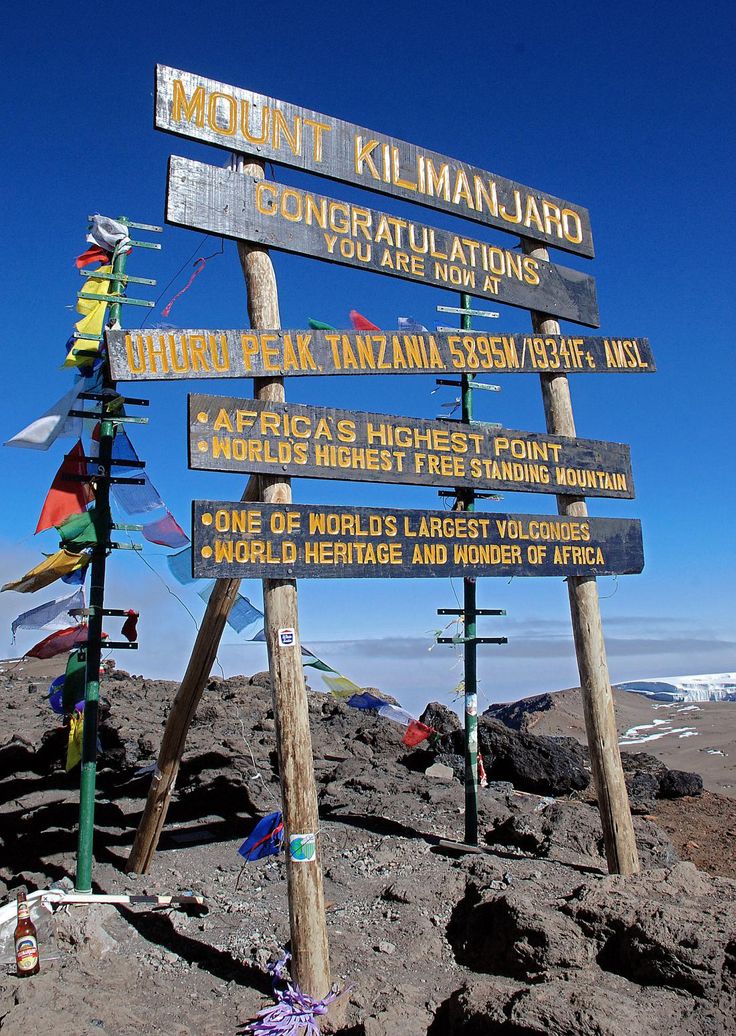 MOUNT KILIMANJARO
CONGRATULATIONS
YOU ARE NOW AT
UHURU PEAK, TANZANIA, 5895M/19341Ft AMSL
• AFRICA'S HIGHEST POINT
• WORLD'S HIGHEST FREE STANDING MOUNTAIN
• ONE OF WORLD'S LARGEST VOLCONOES
• WORLD HERITAGE AND WONDER OF AFRICA